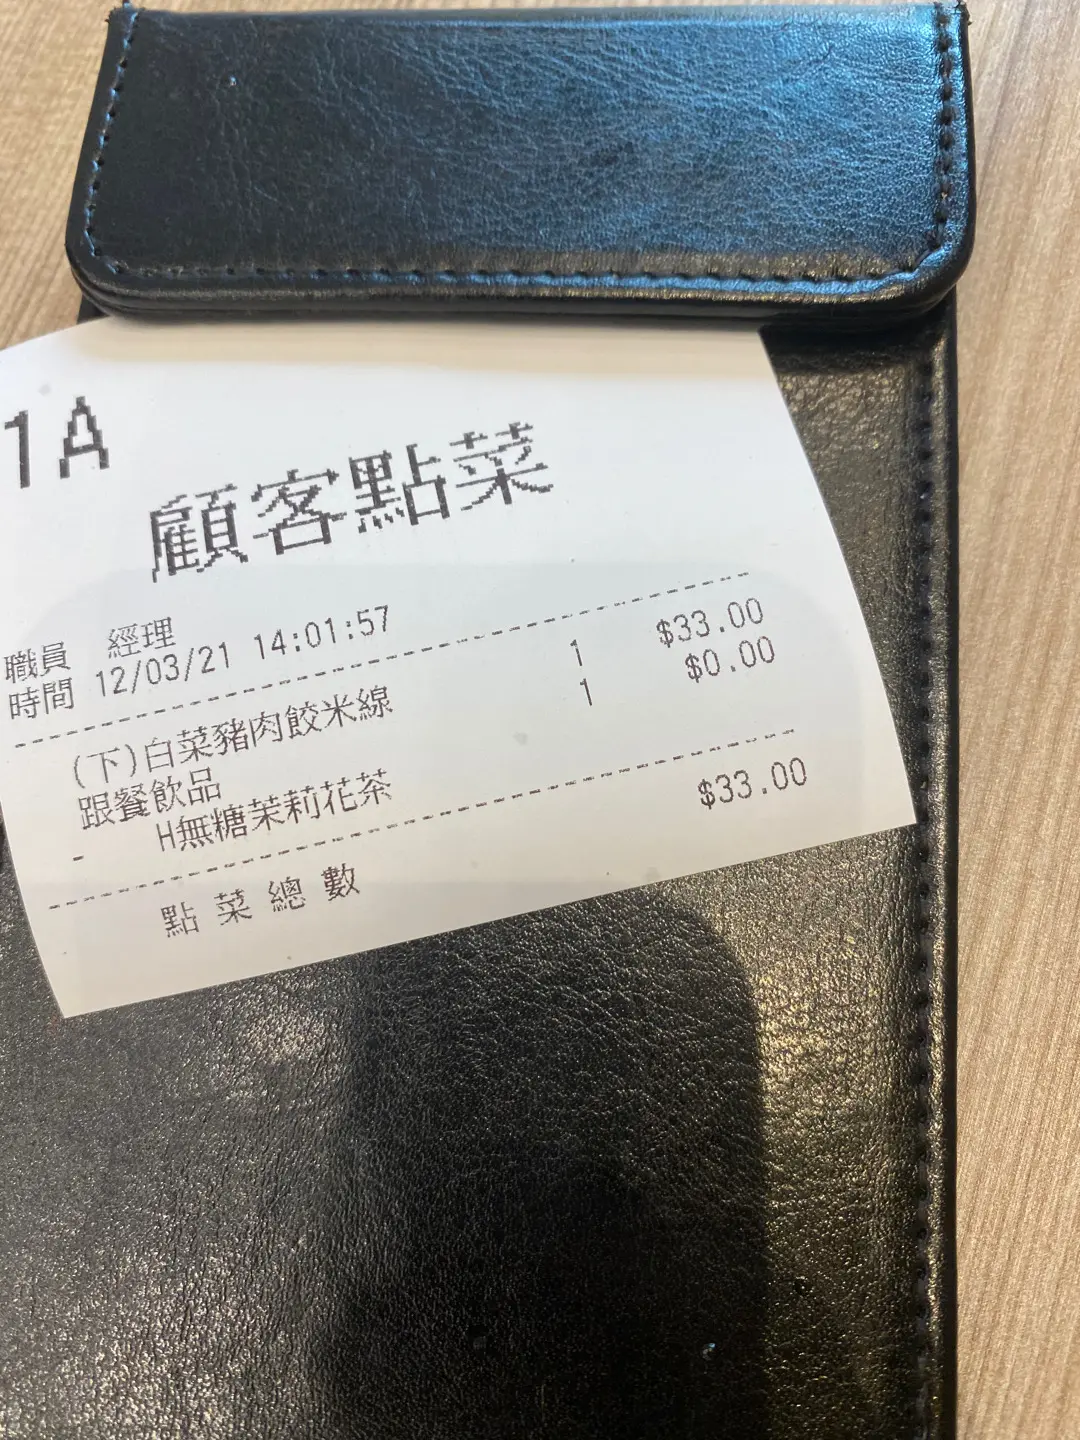 1A
顧客點菜
職員 經理
時間 12/03/21 14:01:57
(下)白菜豬肉餃米線 1 $33.00
跟餐飲品 1 $0.00
- H無糖茉莉花茶
點菜總數 $33.00